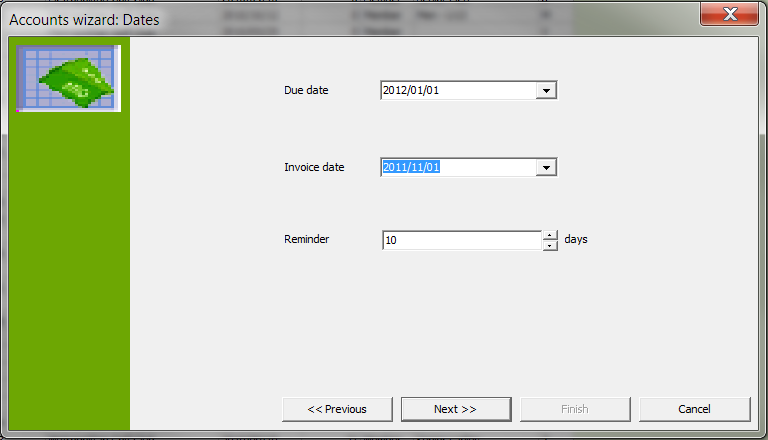 Accounts wizard: Dates
Due date 2012/01/01
Invoice date 2011/11/01
Reminder 10 days
<< Previous Next >> Finish Cancel